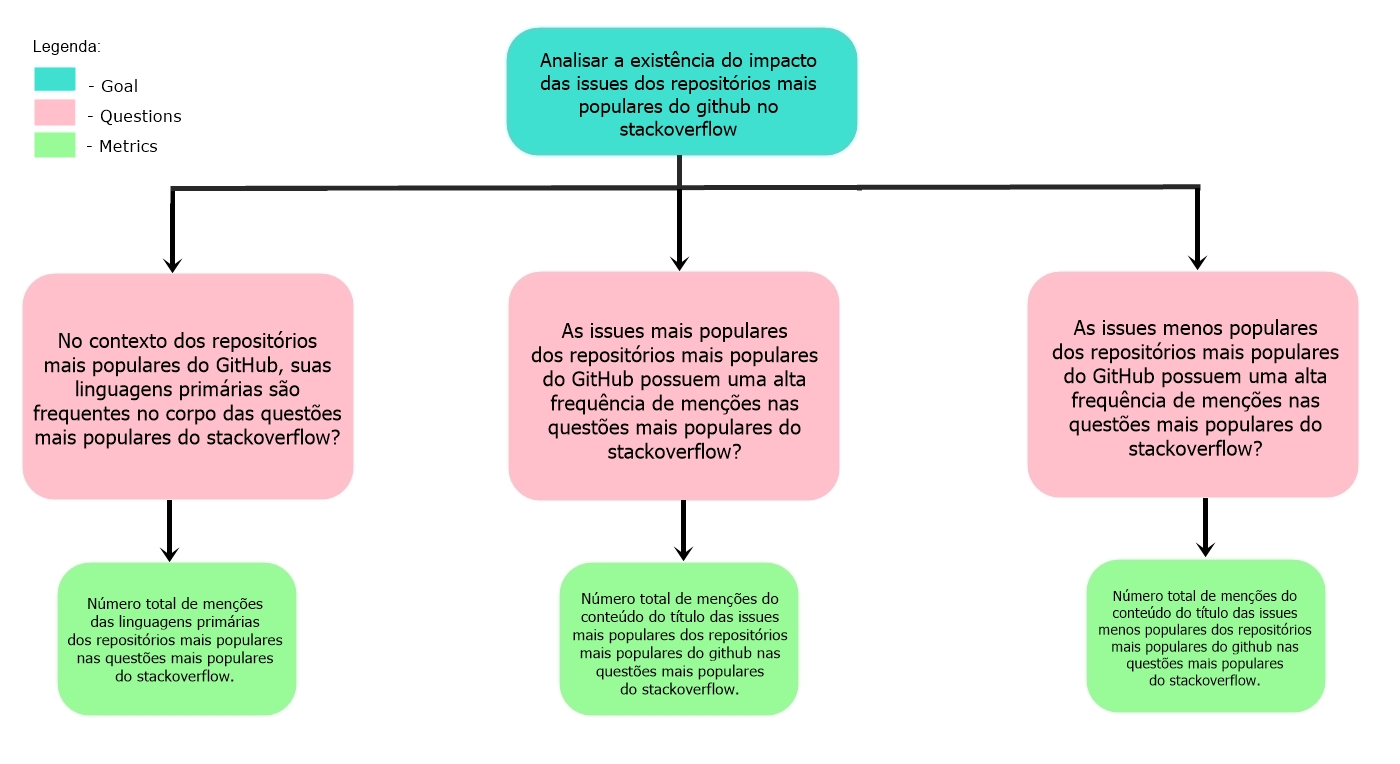 Legenda:
- Goal
- Questions
- Metrics
Analisar a existência do impacto
das issues dos repositórios mais
populares do github no
stackoverflow
No contexto dos repositórios
mais populares do GitHub, suas
linguagens primárias são
frequentes no corpo das questões
mais populares do stackoverflow?
As issues mais populares
dos repositórios mais populares
do GitHub possuem uma alta
frequência de menções nas
questões mais populares do
stackoverflow?
As issues menos populares
dos repositórios mais populares
do GitHub possuem uma alta
frequência de menções nas
questões mais populares do
stackoverflow?
Número total de menções
das linguagens primárias
dos repositórios mais populares
nas questões mais populares
do stackoverflow.
Número total de menções do
conteúdo do título das issues
mais populares dos repositórios
mais populares do github nas
questões mais populares
do stackoverflow.
Número total de menções do
conteúdo do título das issues
menos populares dos repositórios
mais populares do github nas
questões mais populares
do stackoverflow.